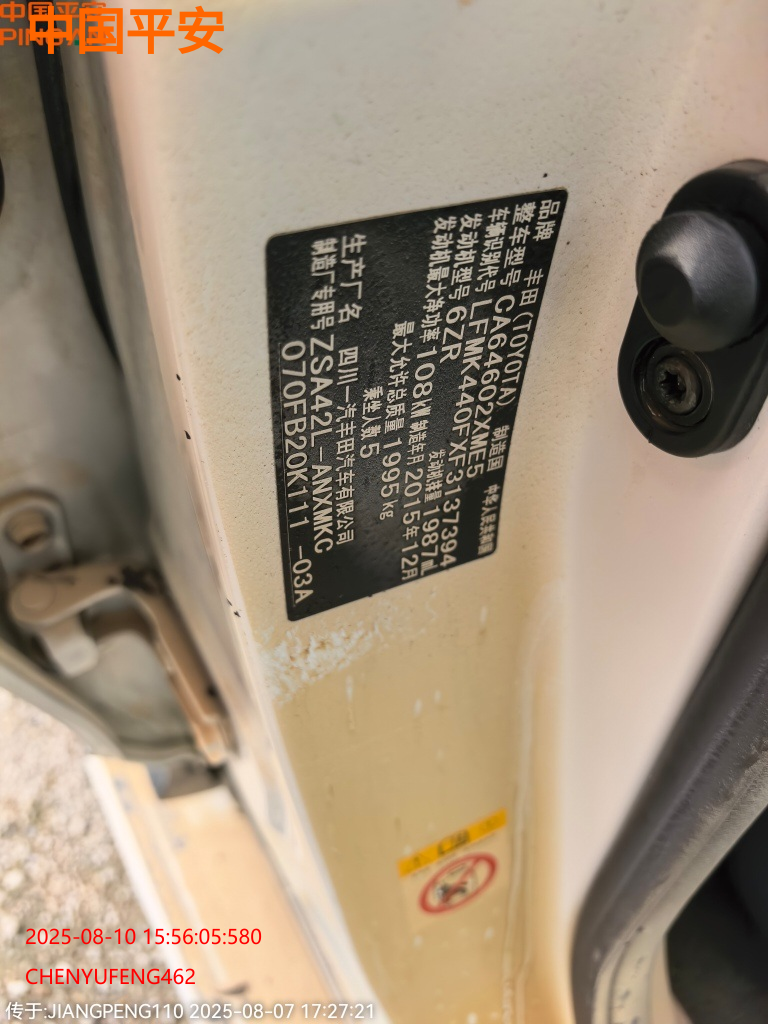 中国平安
PINGAN
中国平安
品牌 丰田(TOYOTA) 制造国 中华人民共和国
整车型号 CA64602XME5
车辆识别代号 LFMK440FXF3137394
发动机型号 6ZR 发动机排量 1987mL
发动机最大净功率 108kW 制造年月 2015年12月
最大允许总质量 1995kg
乘坐人数 5
生产厂名 四川一汽丰田汽车有限公司
制造厂专用号 ZSA42L-ANXMKC
070FB20K111 -03A
2025-08-10 15:56:05:580
CHENYUFENG462
传于:JIANGPENG110 2025-08-07 17:27:21